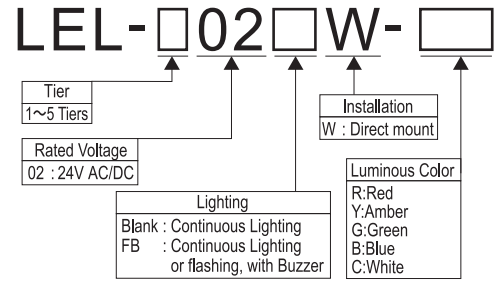 LEL-□02□W-□
Tier
1～5 Tiers
Rated Voltage
02 : 24V AC/DC
Lighting
Blank : Continuous Lighting
FB : Continuous Lighting
or flashing, with Buzzer
Installation
W : Direct mount
Luminous Color
R:Red
Y:Amber
G:Green
B:Blue
C:White